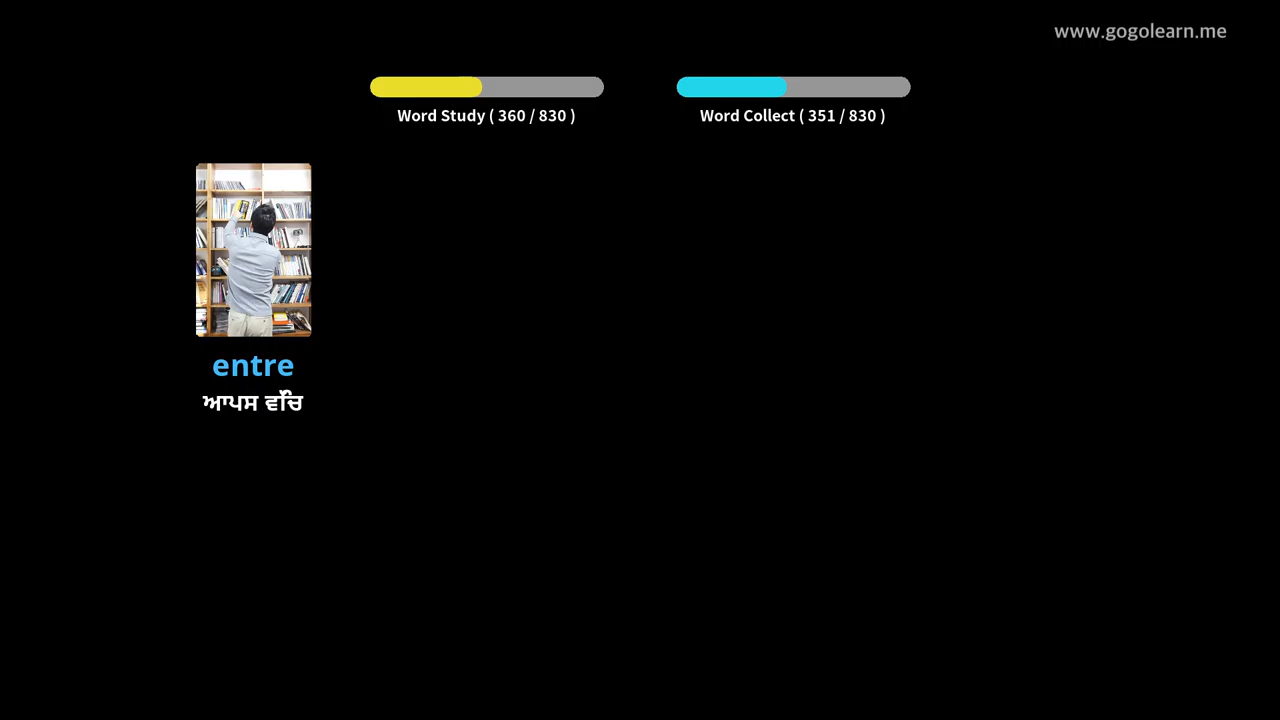 www.gogolearn.me
Word Study ( 360 / 830 )
Word Collect ( 351 / 830 )
entre
ਆਪਸ ਵਿੱਚ